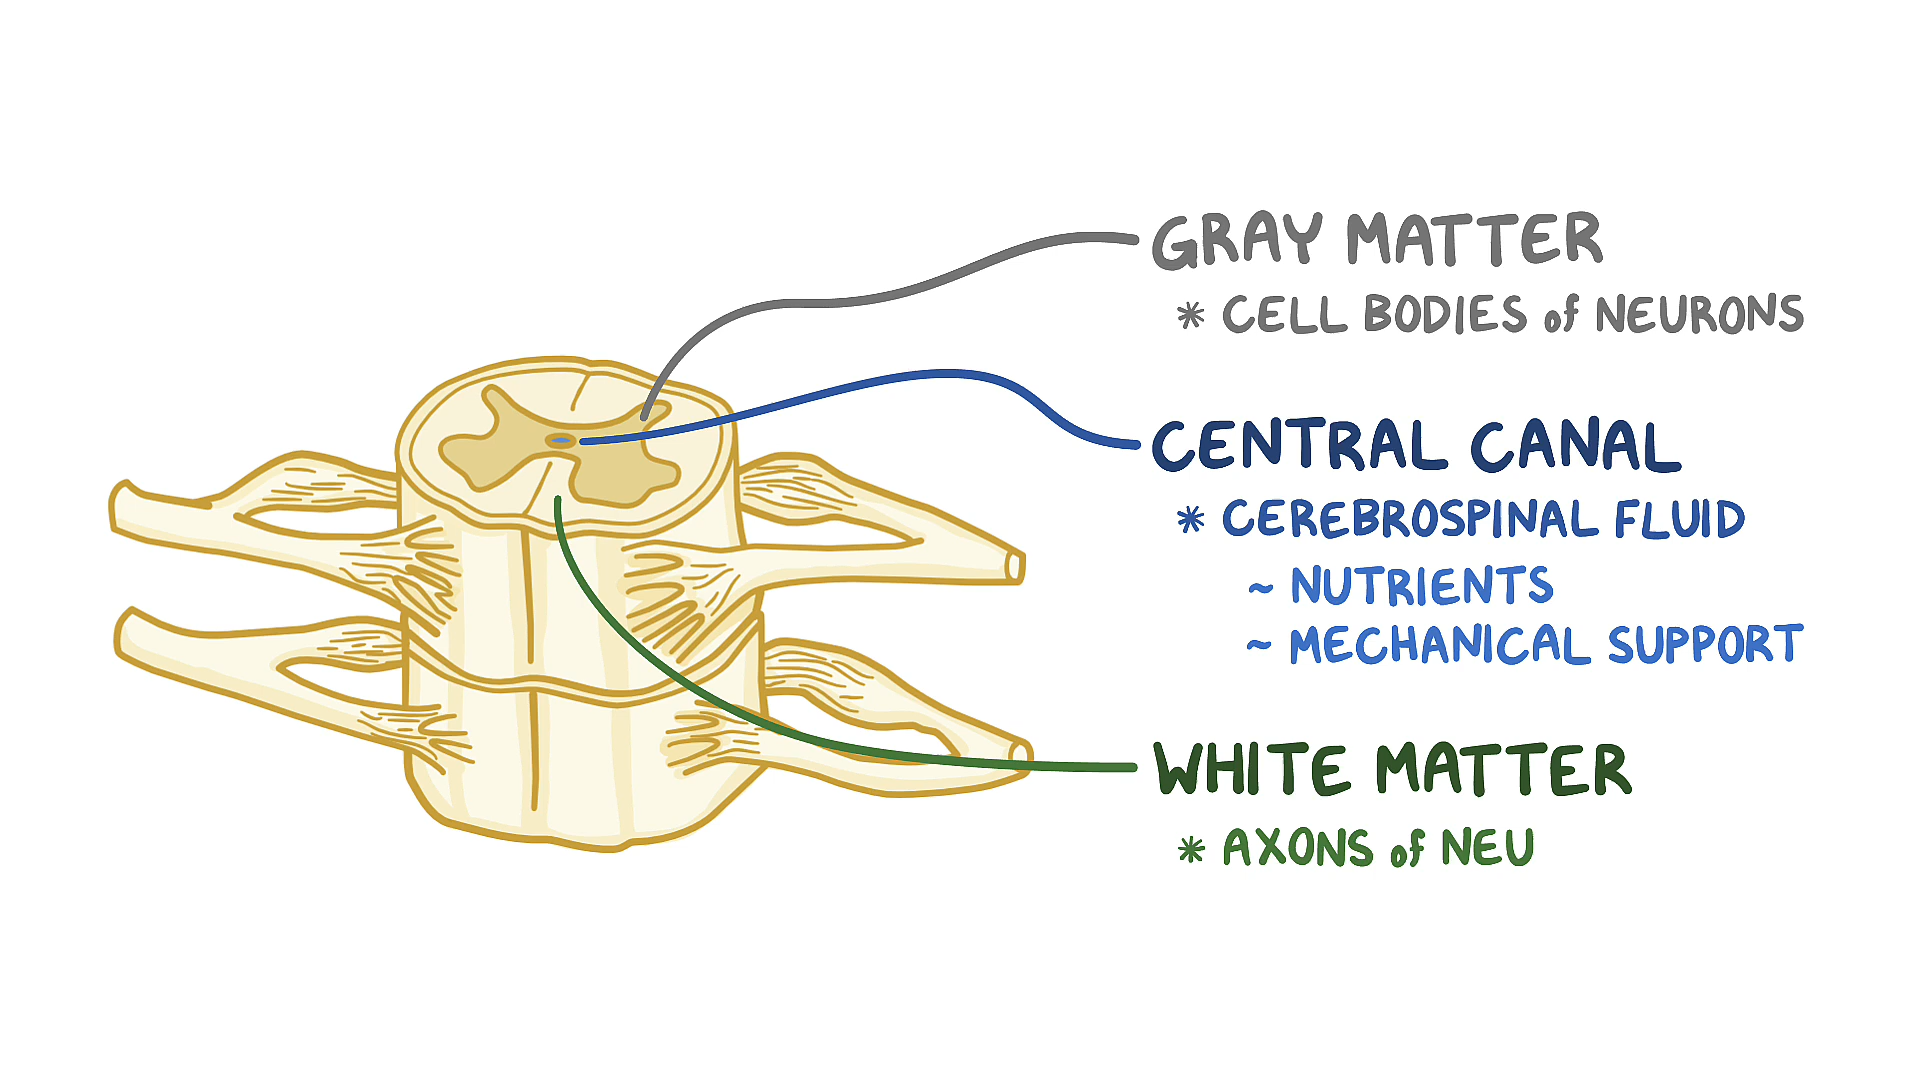 GRAY MATTER
* CELL BODIES of NEURONS
CENTRAL CANAL
* CEREBROSPINAL FLUID
~ NUTRIENTS
~ MECHANICAL SUPPORT
WHITE MATTER
* AXONS of NEU